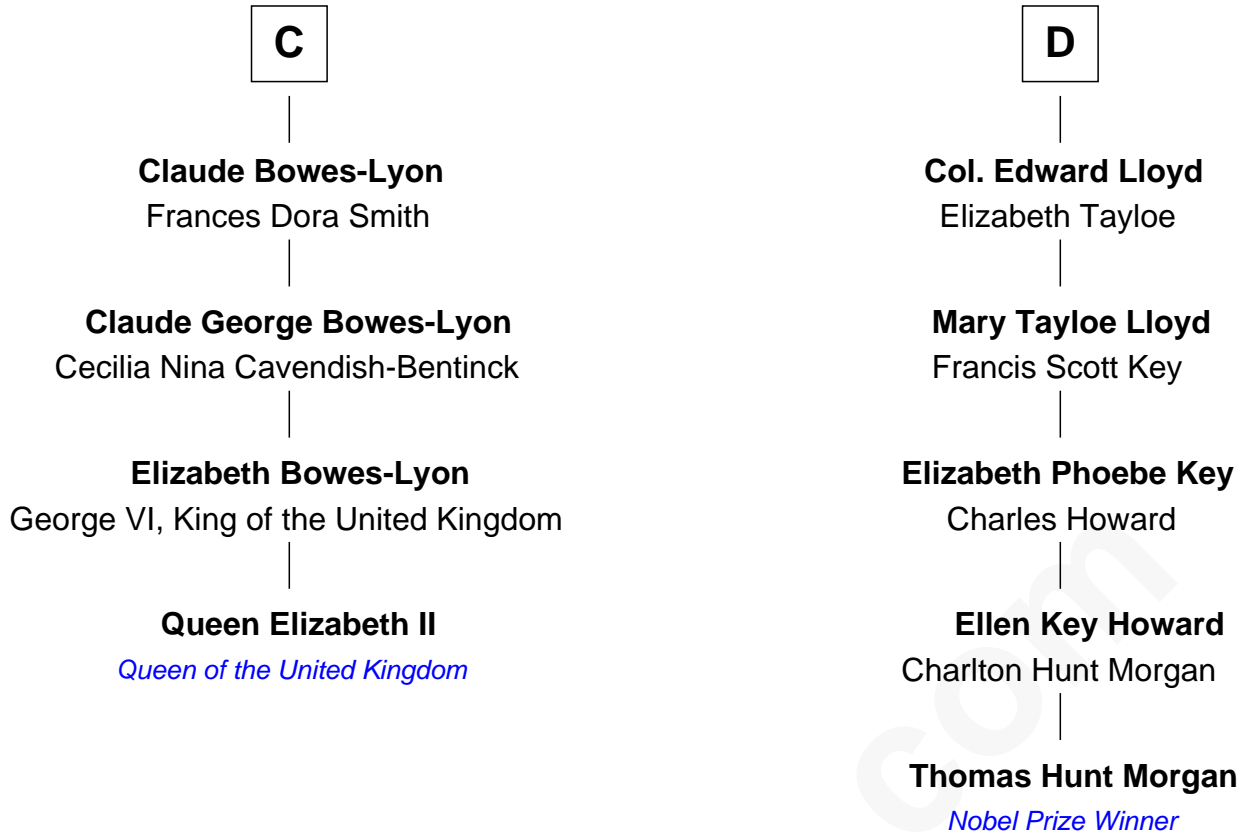 C
Claude Bowes-Lyon
Frances Dora Smith
Claude George Bowes-Lyon
Cecilia Nina Cavendish-Bentinck
Elizabeth Bowes-Lyon
George VI, King of the United Kingdom
Queen Elizabeth II
Queen of the United Kingdom
D
Col. Edward Lloyd
Elizabeth Tayloe
Mary Tayloe Lloyd
Francis Scott Key
Elizabeth Phoebe Key
Charles Howard
Ellen Key Howard
Charlton Hunt Morgan
Thomas Hunt Morgan
Nobel Prize Winner
com